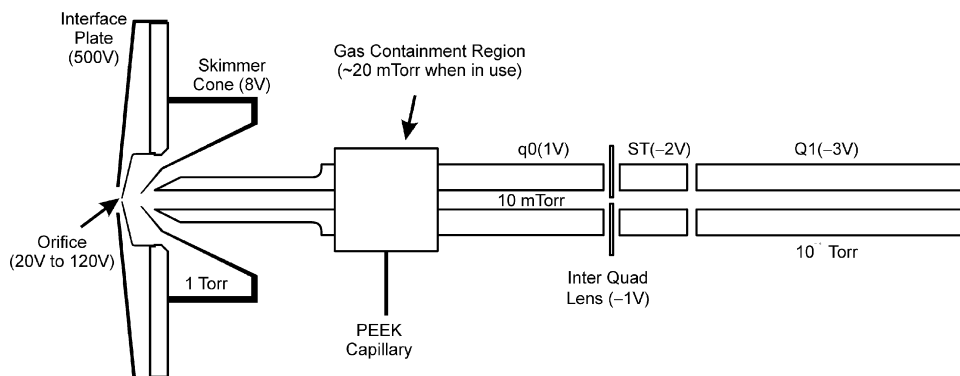 Interface
Plate
(500V)
Skimmer
Cone (8V)
Gas Containment Region
(~20 mTorr when in use)
q0(1V)
ST(−2V)
Q1(−3V)
10 mTorr
Orifice
(20V to 120V)
1 Torr
Inter Quad
Lens (−1V)
Torr
PEEK
Capillary